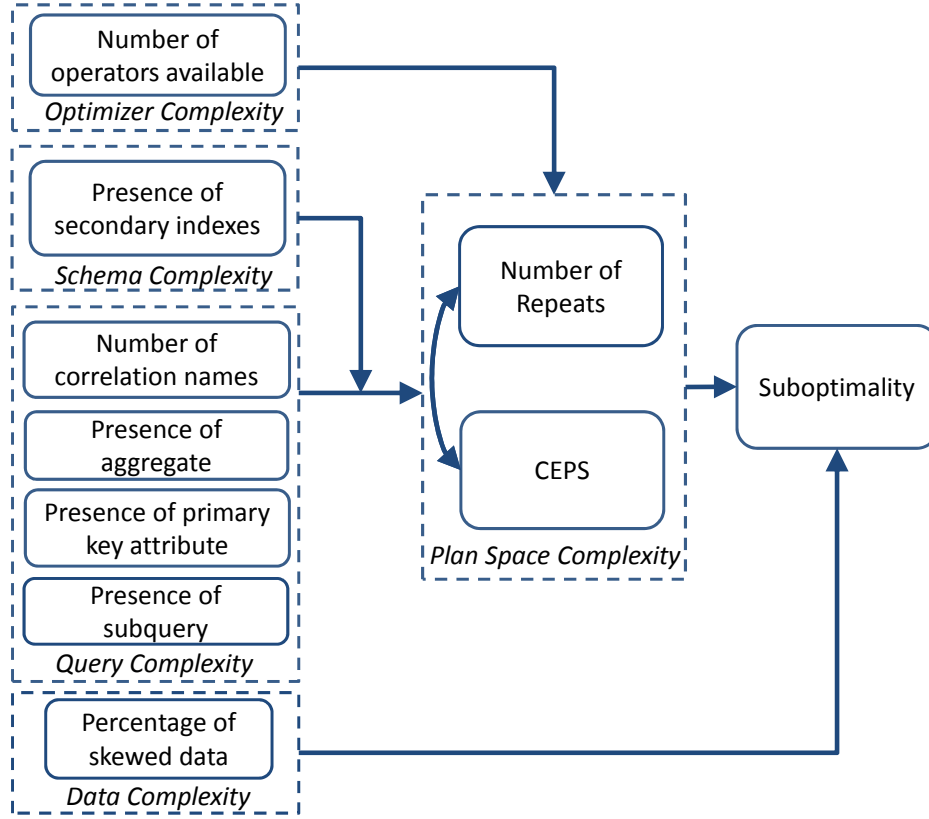 Number of
operators available
Optimizer Complexity
Presence of
secondary indexes
Schema Complexity
Number of
correlation names
Presence of
aggregate
Presence of primary
key attribute
Presence of
subquery
Query Complexity
Percentage of
skewed data
Data Complexity
Number of
Repeats
CEPS
Plan Space Complexity
Suboptimality